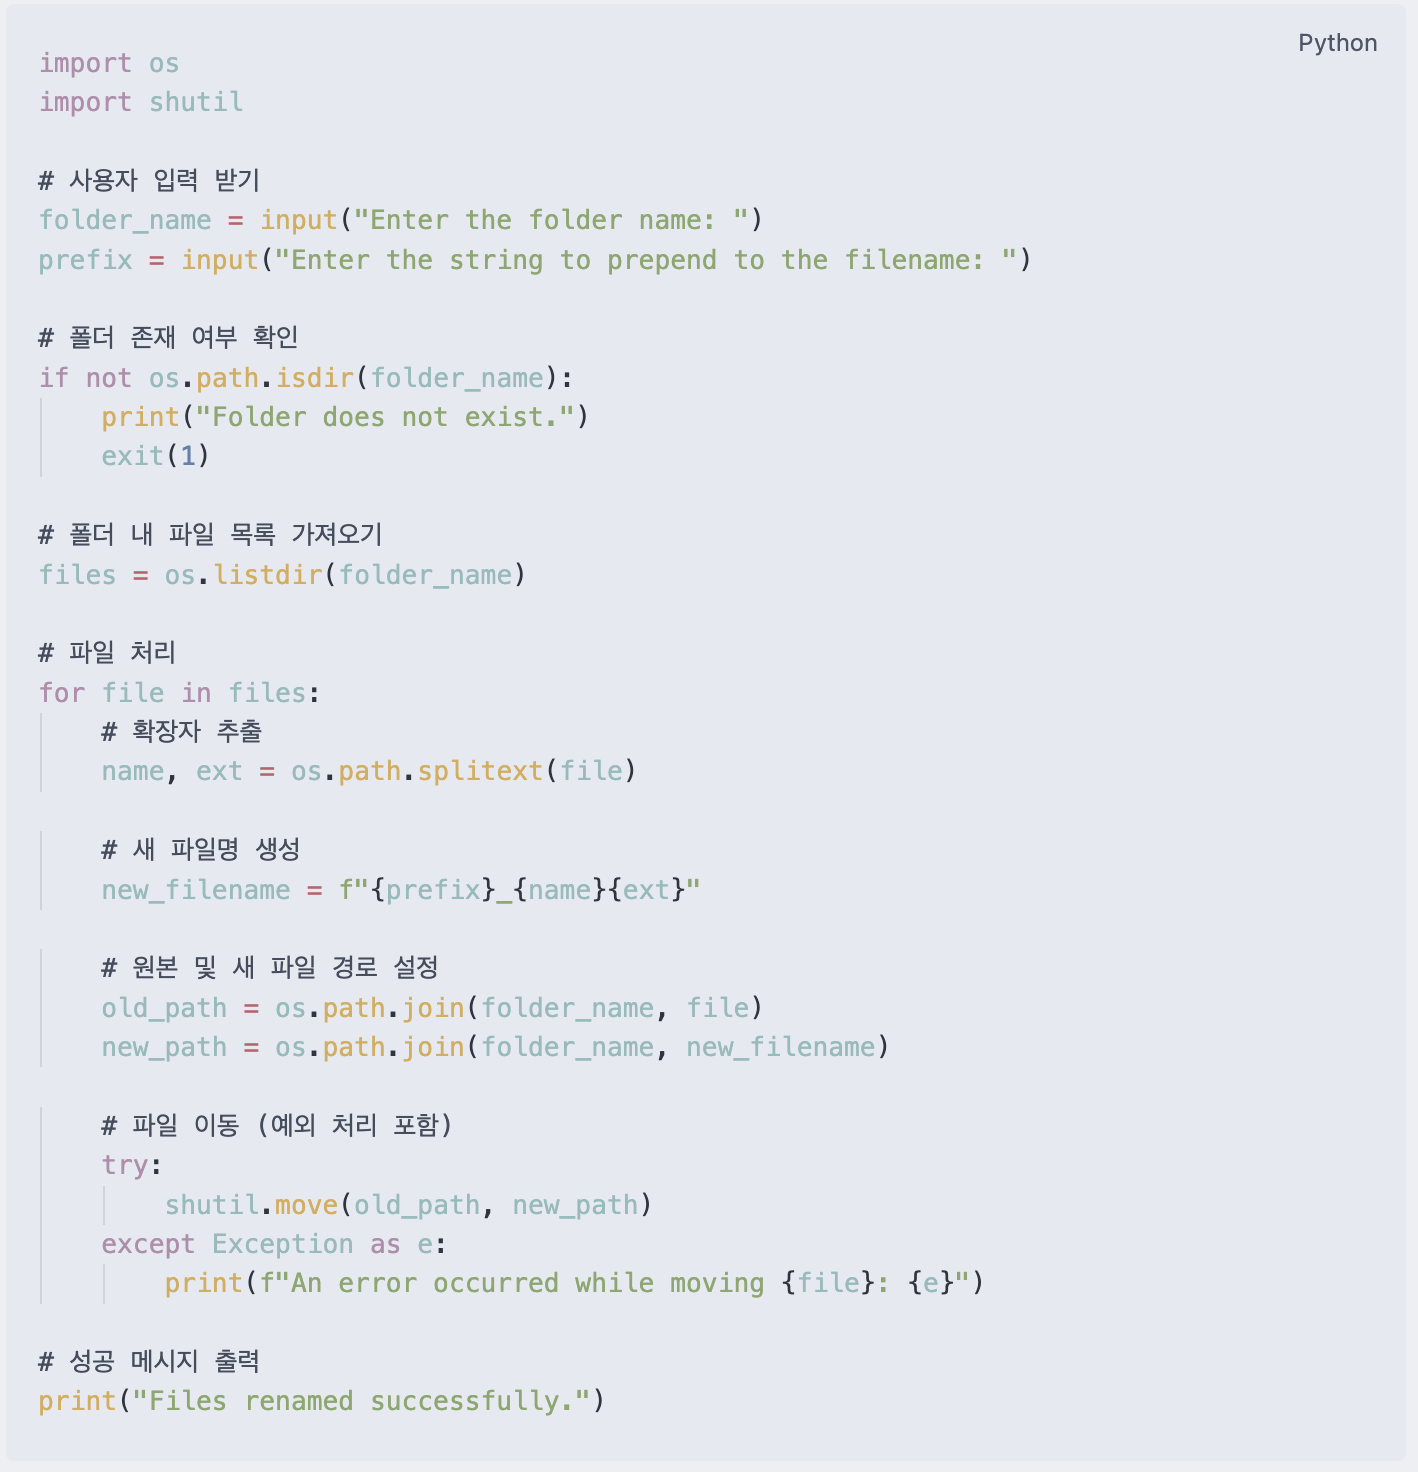 Python
import os
import shutil
# 사용자 입력 받기
folder_name = input("Enter the folder name: ")
prefix = input("Enter the string to prepend to the filename: ")
# 폴더 존재 여부 확인
if not os.path.isdir(folder_name):
    print("Folder does not exist.")
    exit(1)
# 폴더 내 파일 목록 가져오기
files = os.listdir(folder_name)
# 파일 처리
for file in files:
    # 확장자 추출
    name, ext = os.path.splitext(file)
    # 새 파일명 생성
    new_filename = f"{prefix}_{name}{ext}"
    # 원본 및 새 파일 경로 설정
    old_path = os.path.join(folder_name, file)
    new_path = os.path.join(folder_name, new_filename)
    # 파일 이동 (예외 처리 포함)
    try:
        shutil.move(old_path, new_path)
    except Exception as e:
        print(f"An error occurred while moving {file}: {e}")
# 성공 메시지 출력
print("Files renamed successfully.")